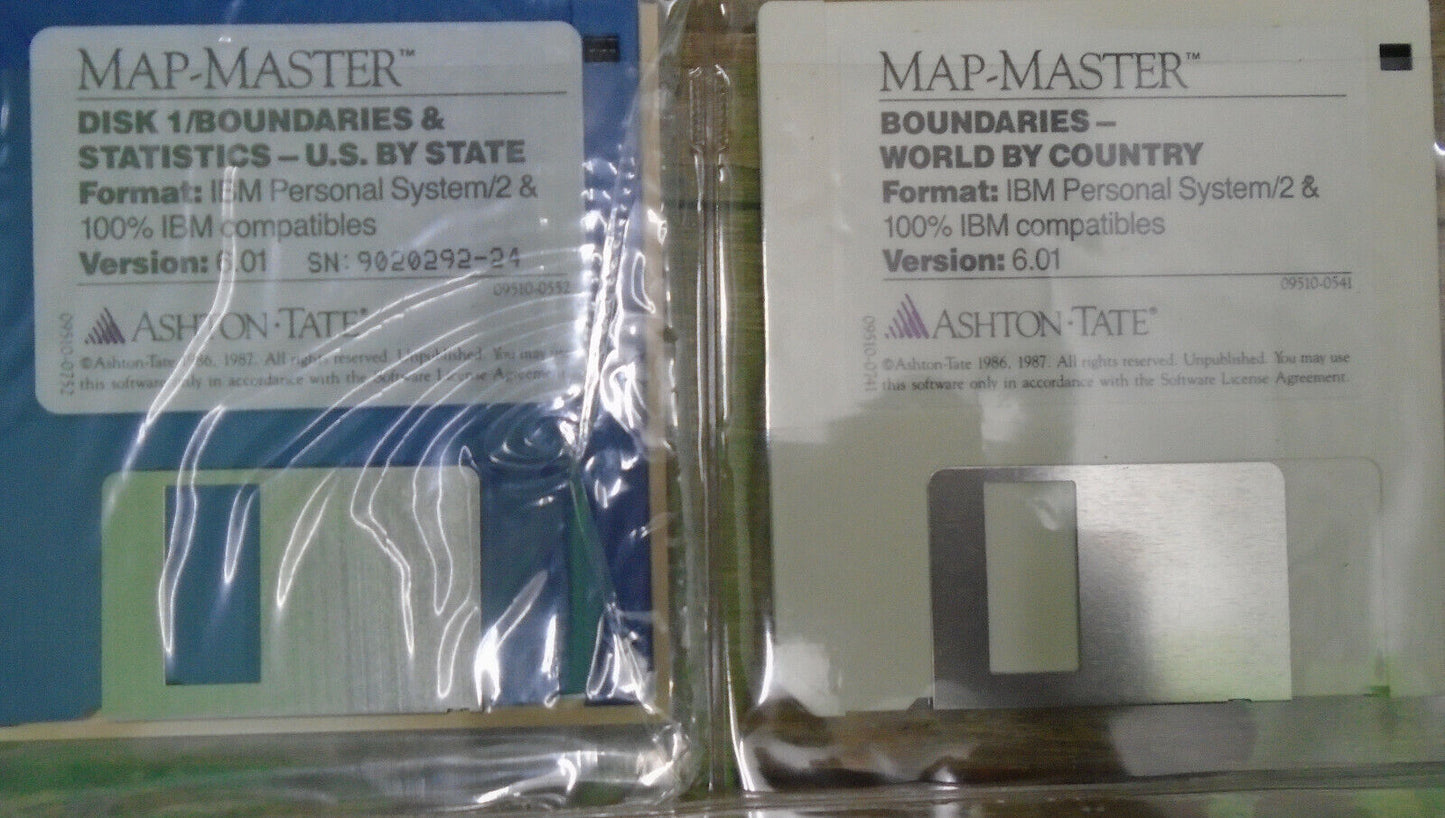 MAP-MASTER™
DISK 1/BOUNDARIES &
STATISTICS – U.S. BY STATE
Format: IBM Personal System/2 &
100% IBM compatibles
Version: 6.01 SN: 9020292-24
09510-0552
ASHTON·TATE®
©Ashton-Tate 1986, 1987. All rights reserved. Unpublished. You may use
this software only in accordance with the Software License Agreement.
09510-0752
MAP-MASTER™
BOUNDARIES –
WORLD BY COUNTRY
Format: IBM Personal System/2 &
100% IBM compatibles
Version: 6.01
09510-0541
ASHTON·TATE®
©Ashton-Tate 1986, 1987. All rights reserved. Unpublished. You may use
this software only in accordance with the Software License Agreement.
09510-0741